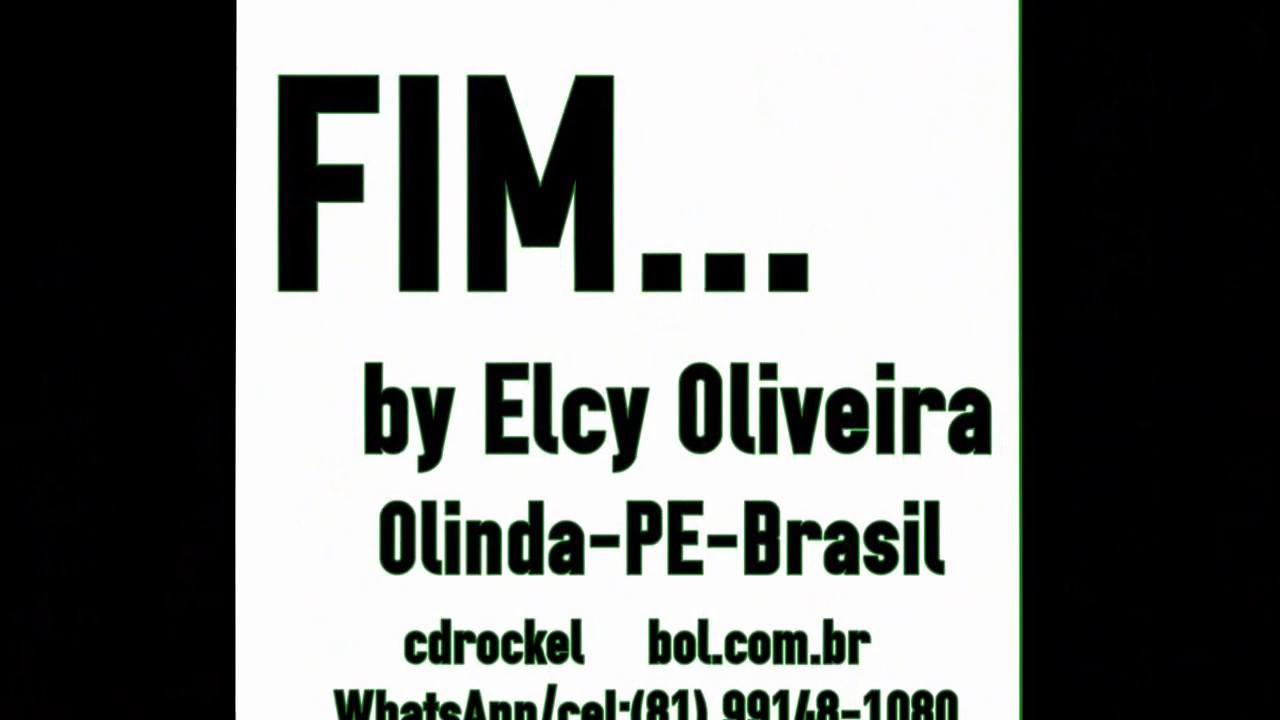 FIM...
by Elcy Oliveira
Olinda-PE-Brasil
cdrockel bol.com.br
WhatsApp/cel:(81) 99148-1080